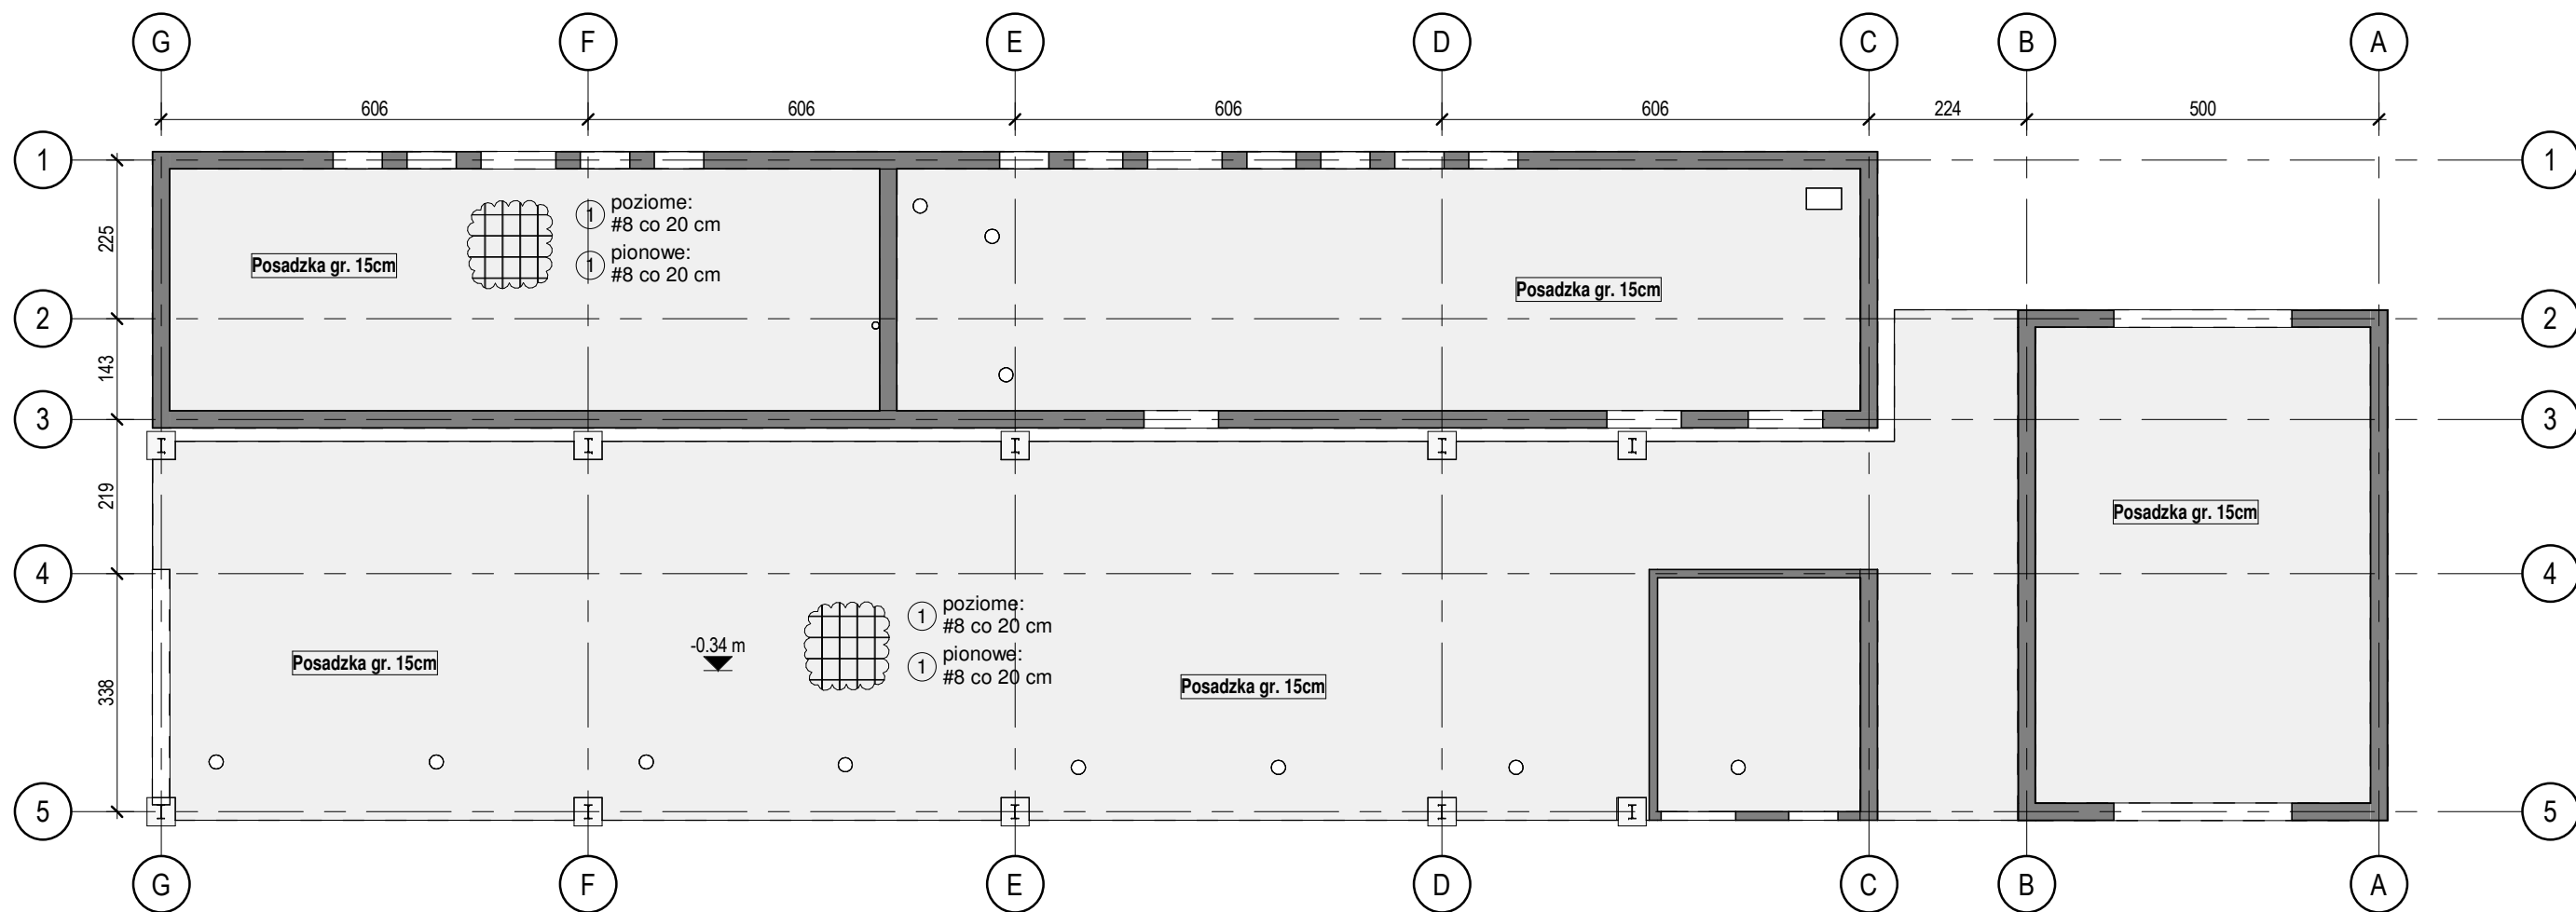 G F E D C B A
606 606 606 606 224 500
1 1
225
1 poziome:
#8 co 20 cm
1 pionowe:
#8 co 20 cm
Posadzka gr. 15cm
Posadzka gr. 15cm
2 2
143
3 3
219
Posadzka gr. 15cm
4 4
1 poziome:
#8 co 20 cm
1 pionowe:
#8 co 20 cm
-0.34 m
Posadzka gr. 15cm
Posadzka gr. 15cm
338
5 5
G F E D C B A